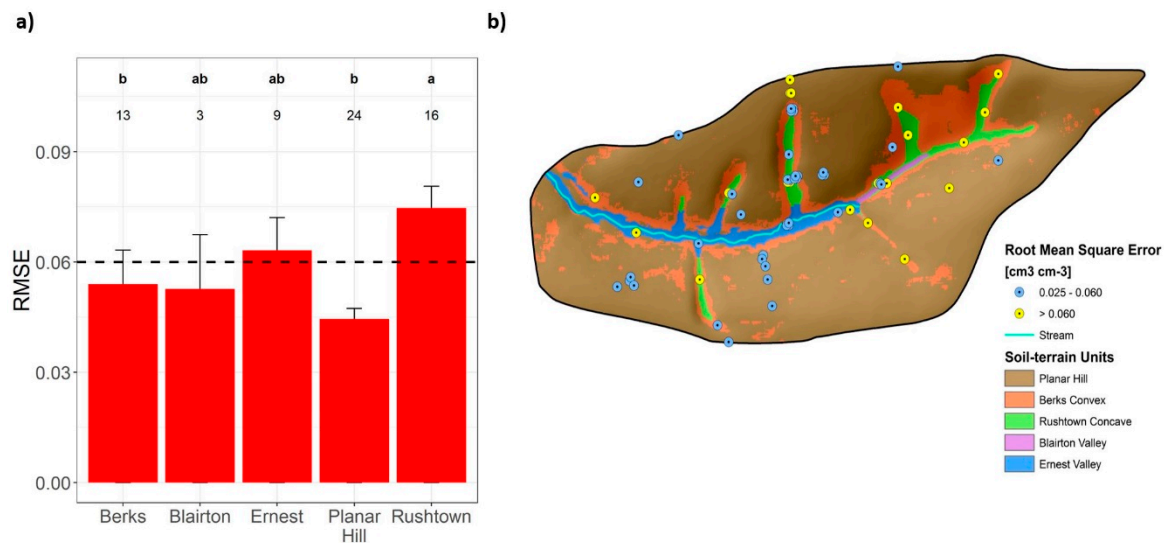 a)
b ab ab b a
13 3 9 24 16
0.09
0.06
0.03
0.00
RMSE
Berks Blairton Ernest Planar Hill Rushtown
b)
Root Mean Square Error
[cm3 cm-3]
0.025 - 0.060
> 0.060
Stream
Soil-terrain Units
Planar Hill
Berks Convex
Rushtown Concave
Blairton Valley
Ernest Valley